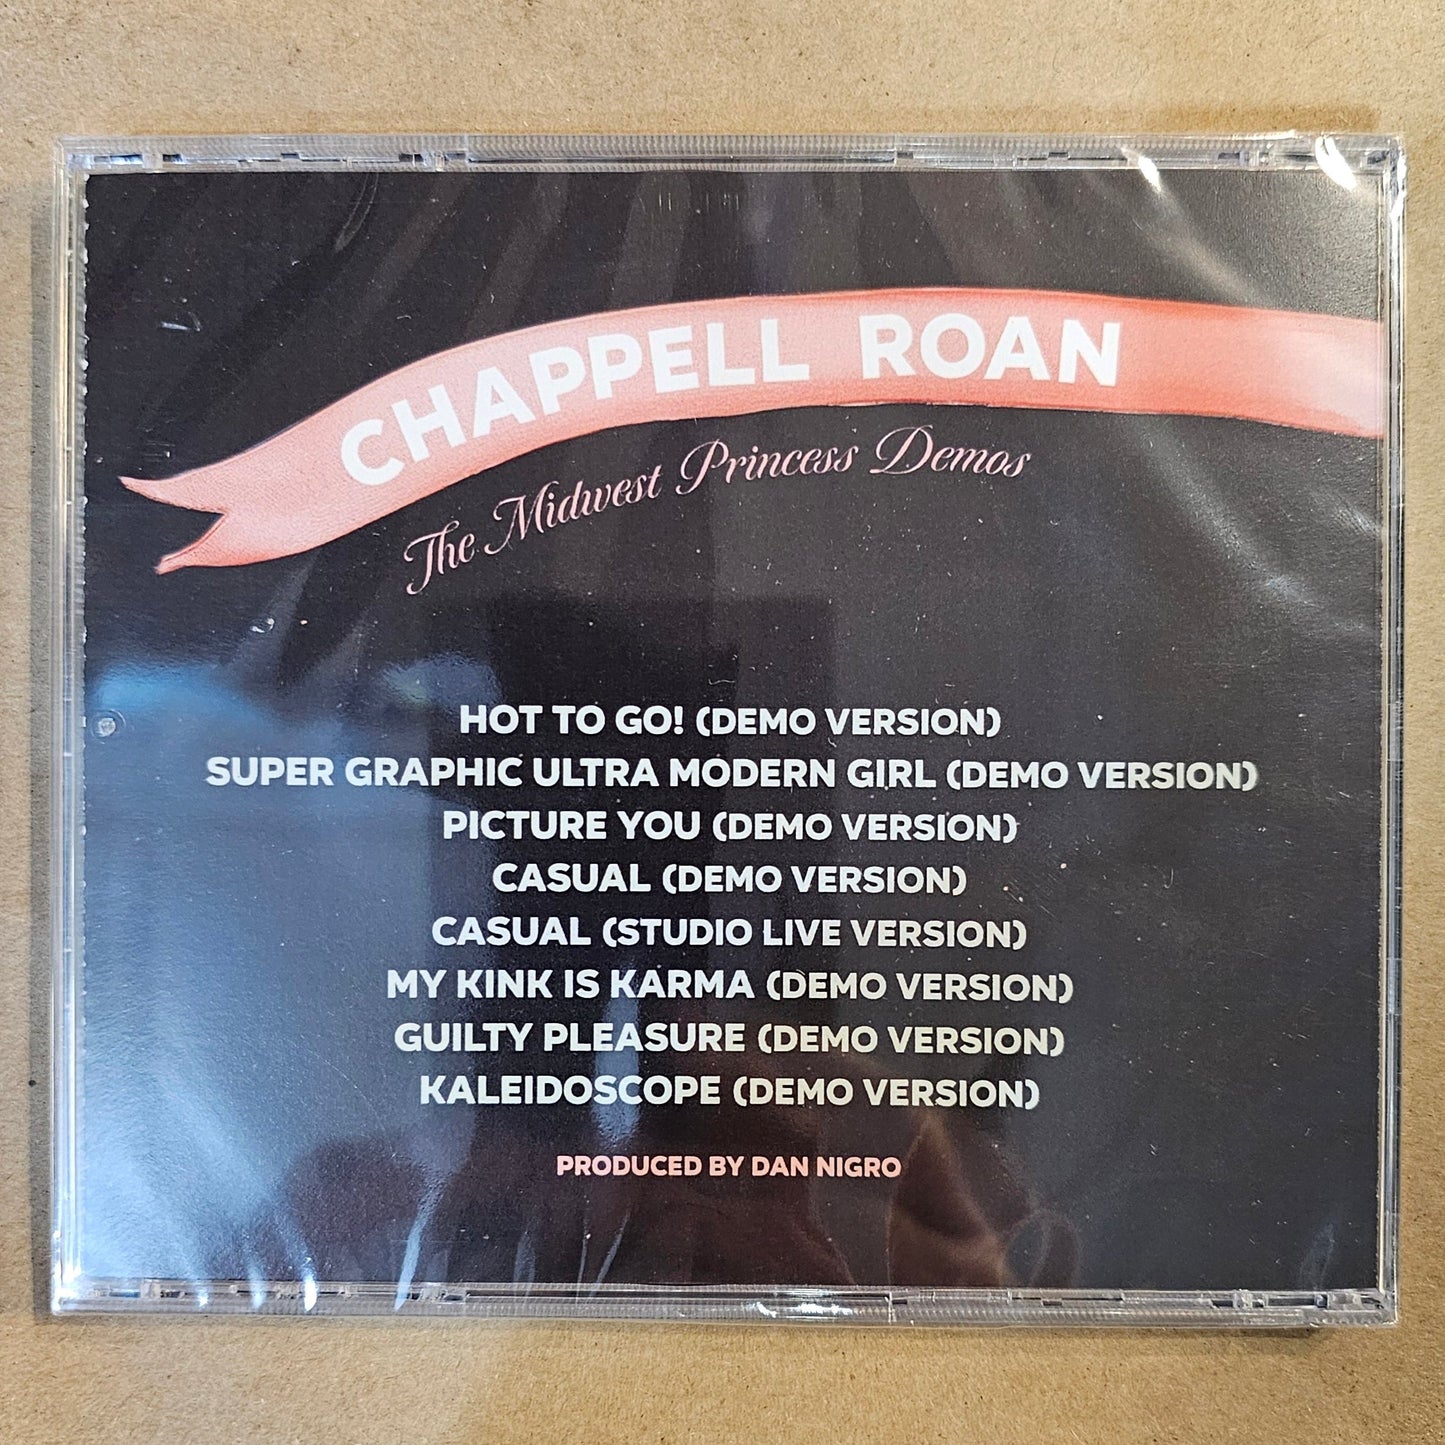 CHAPPELL ROAN
The Midwest Princess Demos
HOT TO GO! (DEMO VERSION)
SUPER GRAPHIC ULTRA MODERN GIRL (DEMO VERSION)
PICTURE YOU (DEMO VERSION)
CASUAL (DEMO VERSION)
CASUAL (STUDIO LIVE VERSION)
MY KINK IS KARMA (DEMO VERSION)
GUILTY PLEASURE (DEMO VERSION)
KALEIDOSCOPE (DEMO VERSION)
PRODUCED BY DAN NIGRO